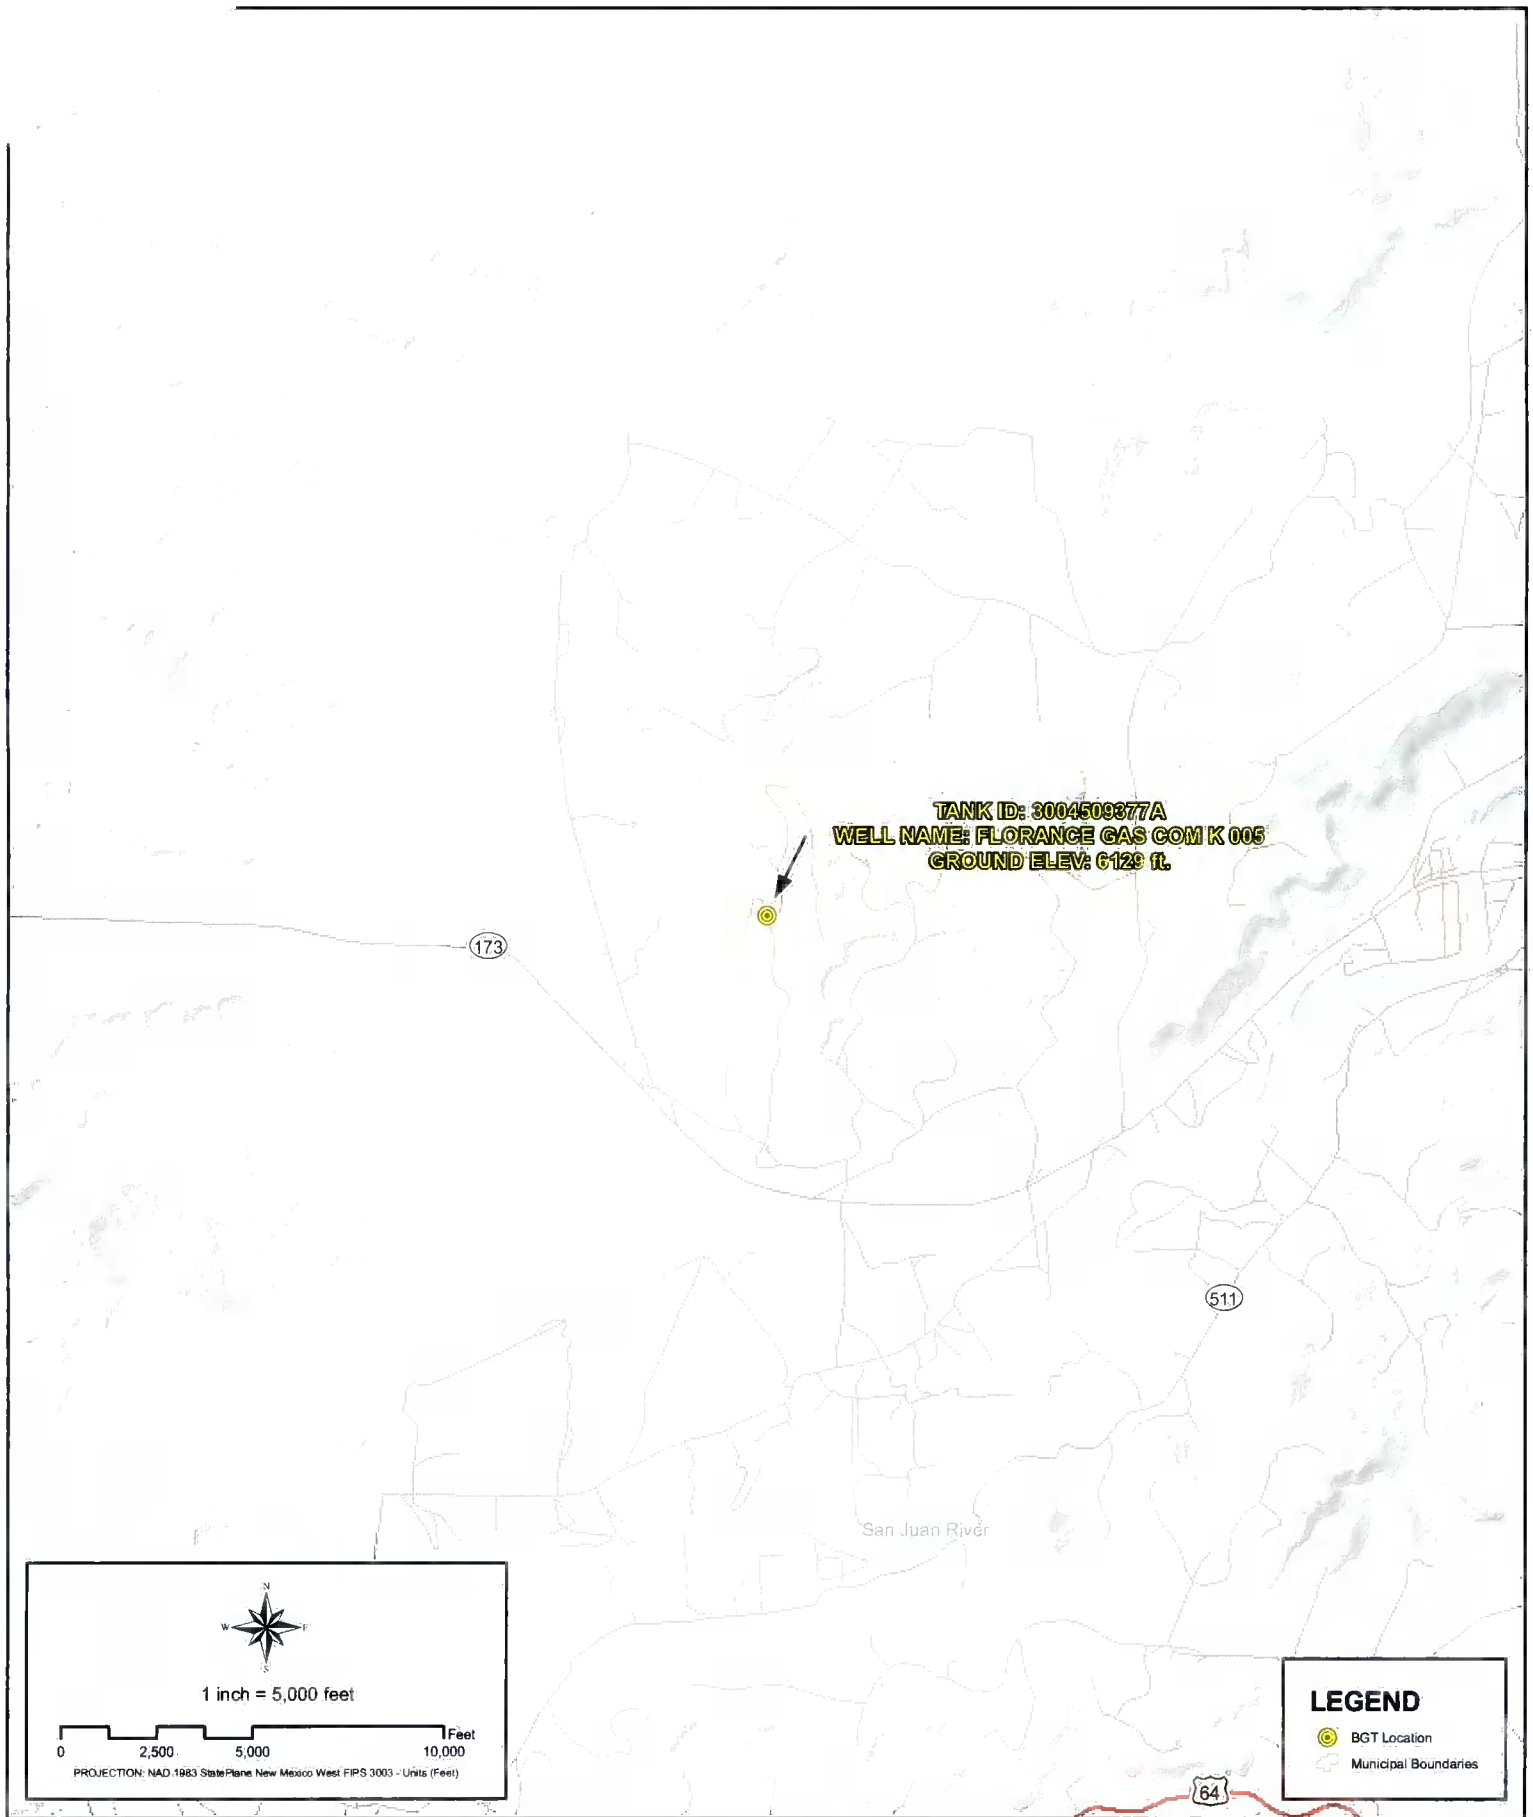 TANK ID: 3004509377A
WELL NAME: FLORANCE GAS COM K 005
GROUND ELEV: 6129 ft.
173
511
San Juan River
N
W
S
1 inch = 5,000 feet
Feet
0 2,500 5,000 10,000
PROJECTION: NAD 1983 StatePlane New Mexico West FIPS 3003 - Units (Feet)
LEGEND
BGT Location
Municipal Boundaries
64